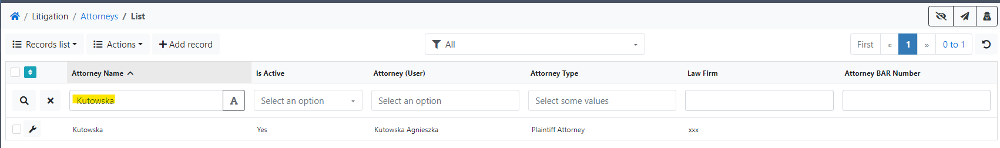 / Litigation / Attorneys / List
Records list Actions Add record All First « 1 » 0 to 1
Attorney Name Is Active Attorney (User) Attorney Type Law Firm Attorney BAR Number
Kutowska A Select an option Select an option Select some values
Kutowska Yes Kutowska Agnieszka Plaintiff Attorney xxx